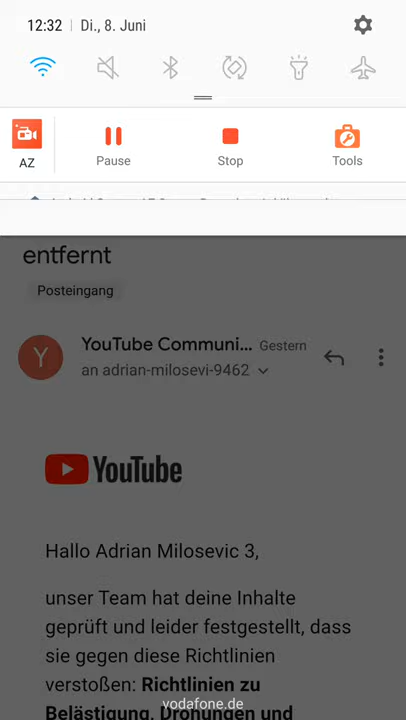 12:32 | Di., 8. Juni
AZ
Pause
Stop
Tools
entfernt
Posteingang
Y
YouTube Communi... Gestern
an adrian-milosevi-9462
YouTube
Hallo Adrian Milosevic 3,
unser Team hat deine Inhalte
geprüft und leider festgestellt, dass
sie gegen diese Richtlinien
verstoßen: Richtlinien zu
vodafone.de
Belästigung, Drohungen und